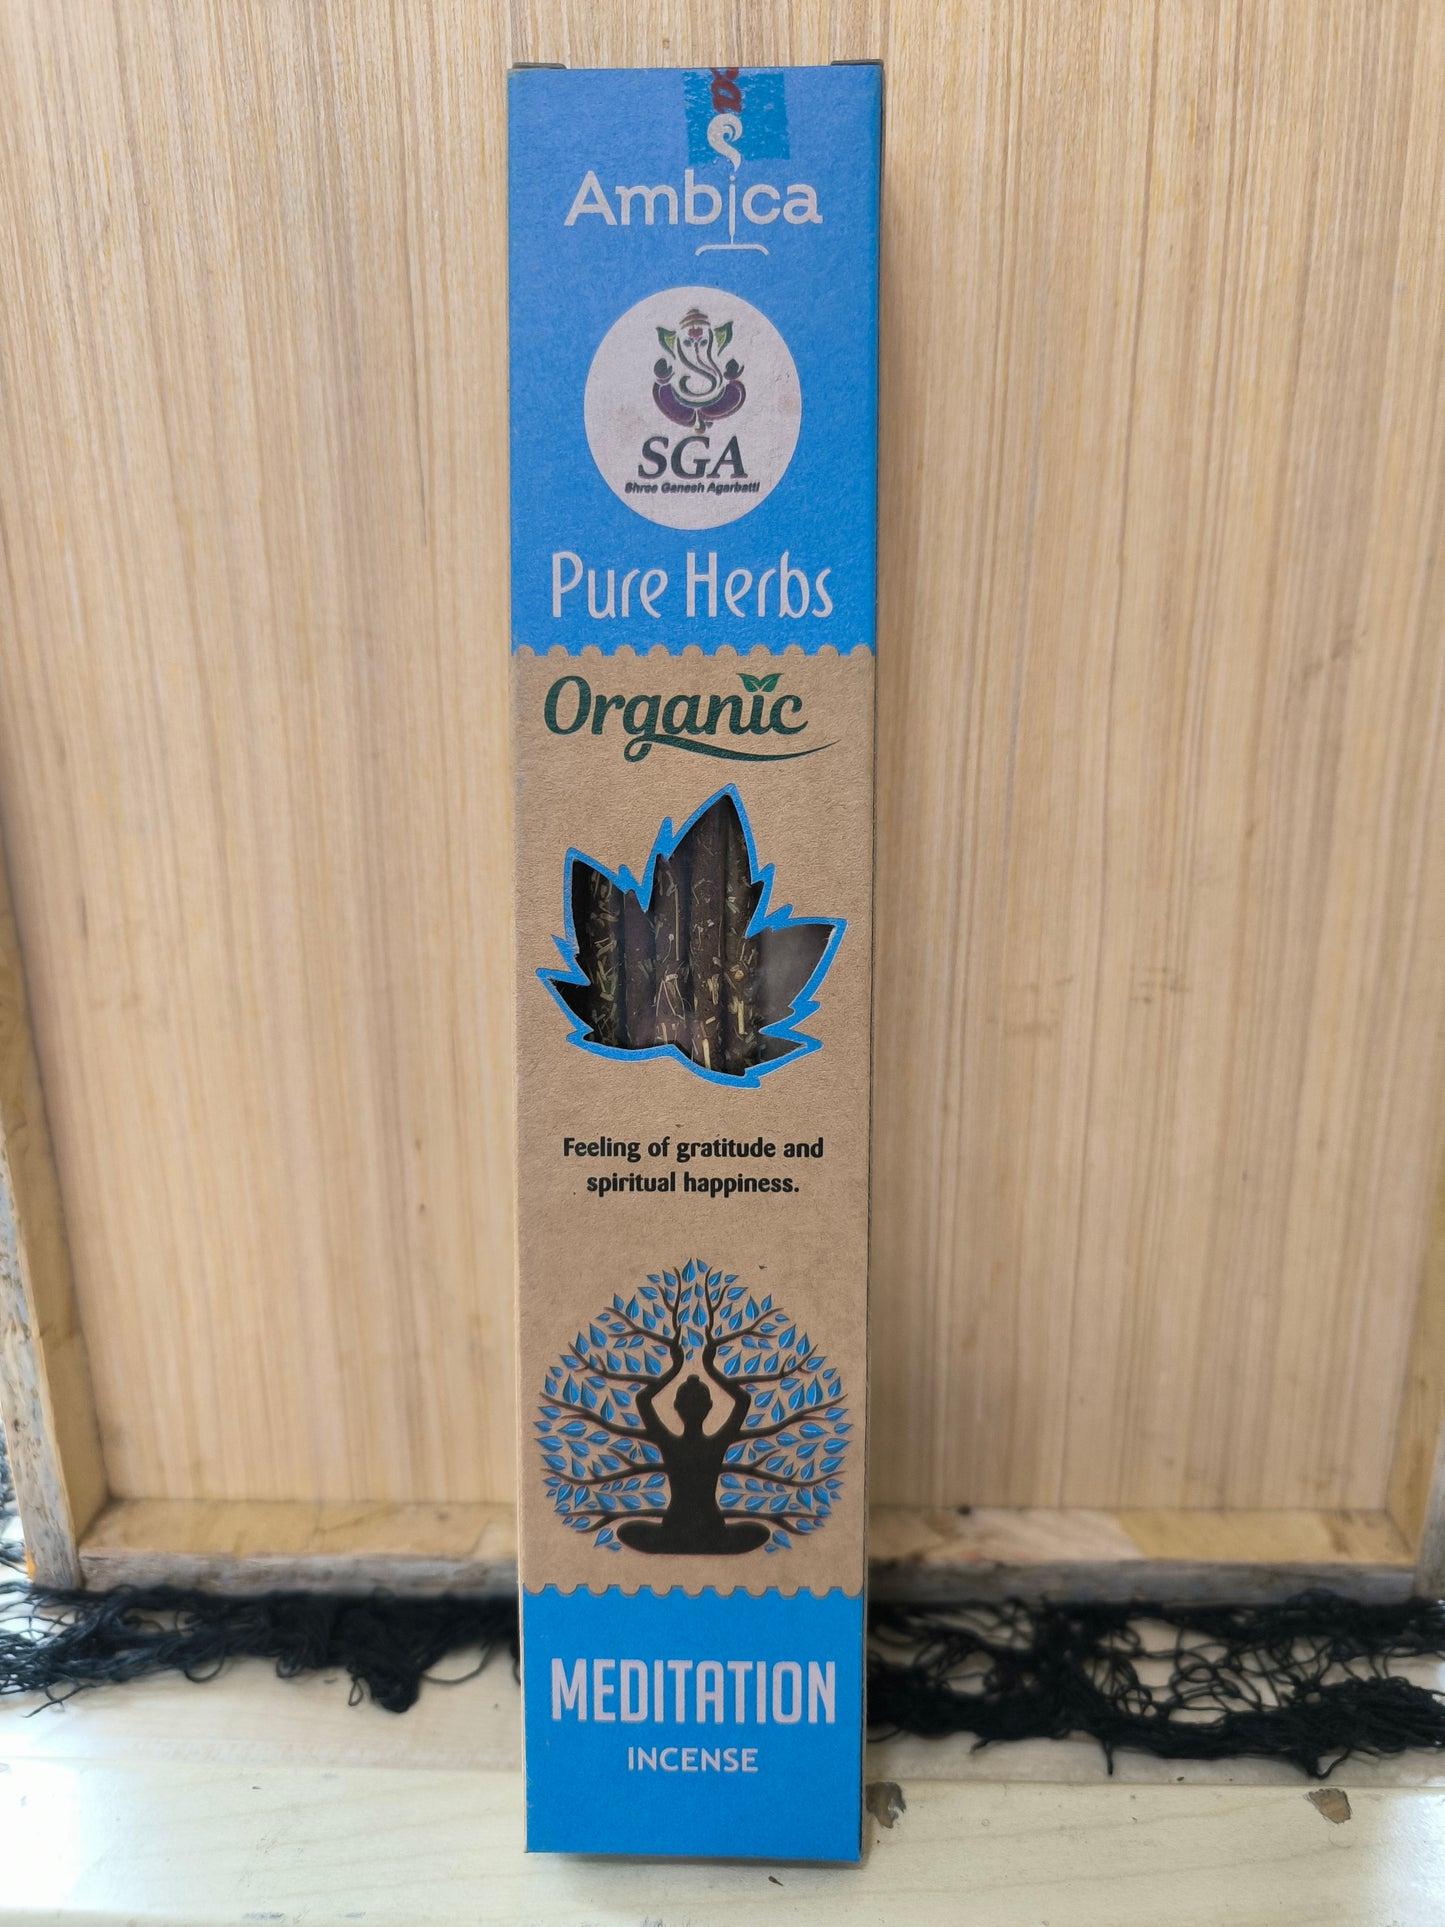 Ambica
SGA
Shree Ganesh Agarbatti
Pure Herbs
Organic
Feeling of gratitude and
spiritual happiness.
MEDITATION
INCENSE